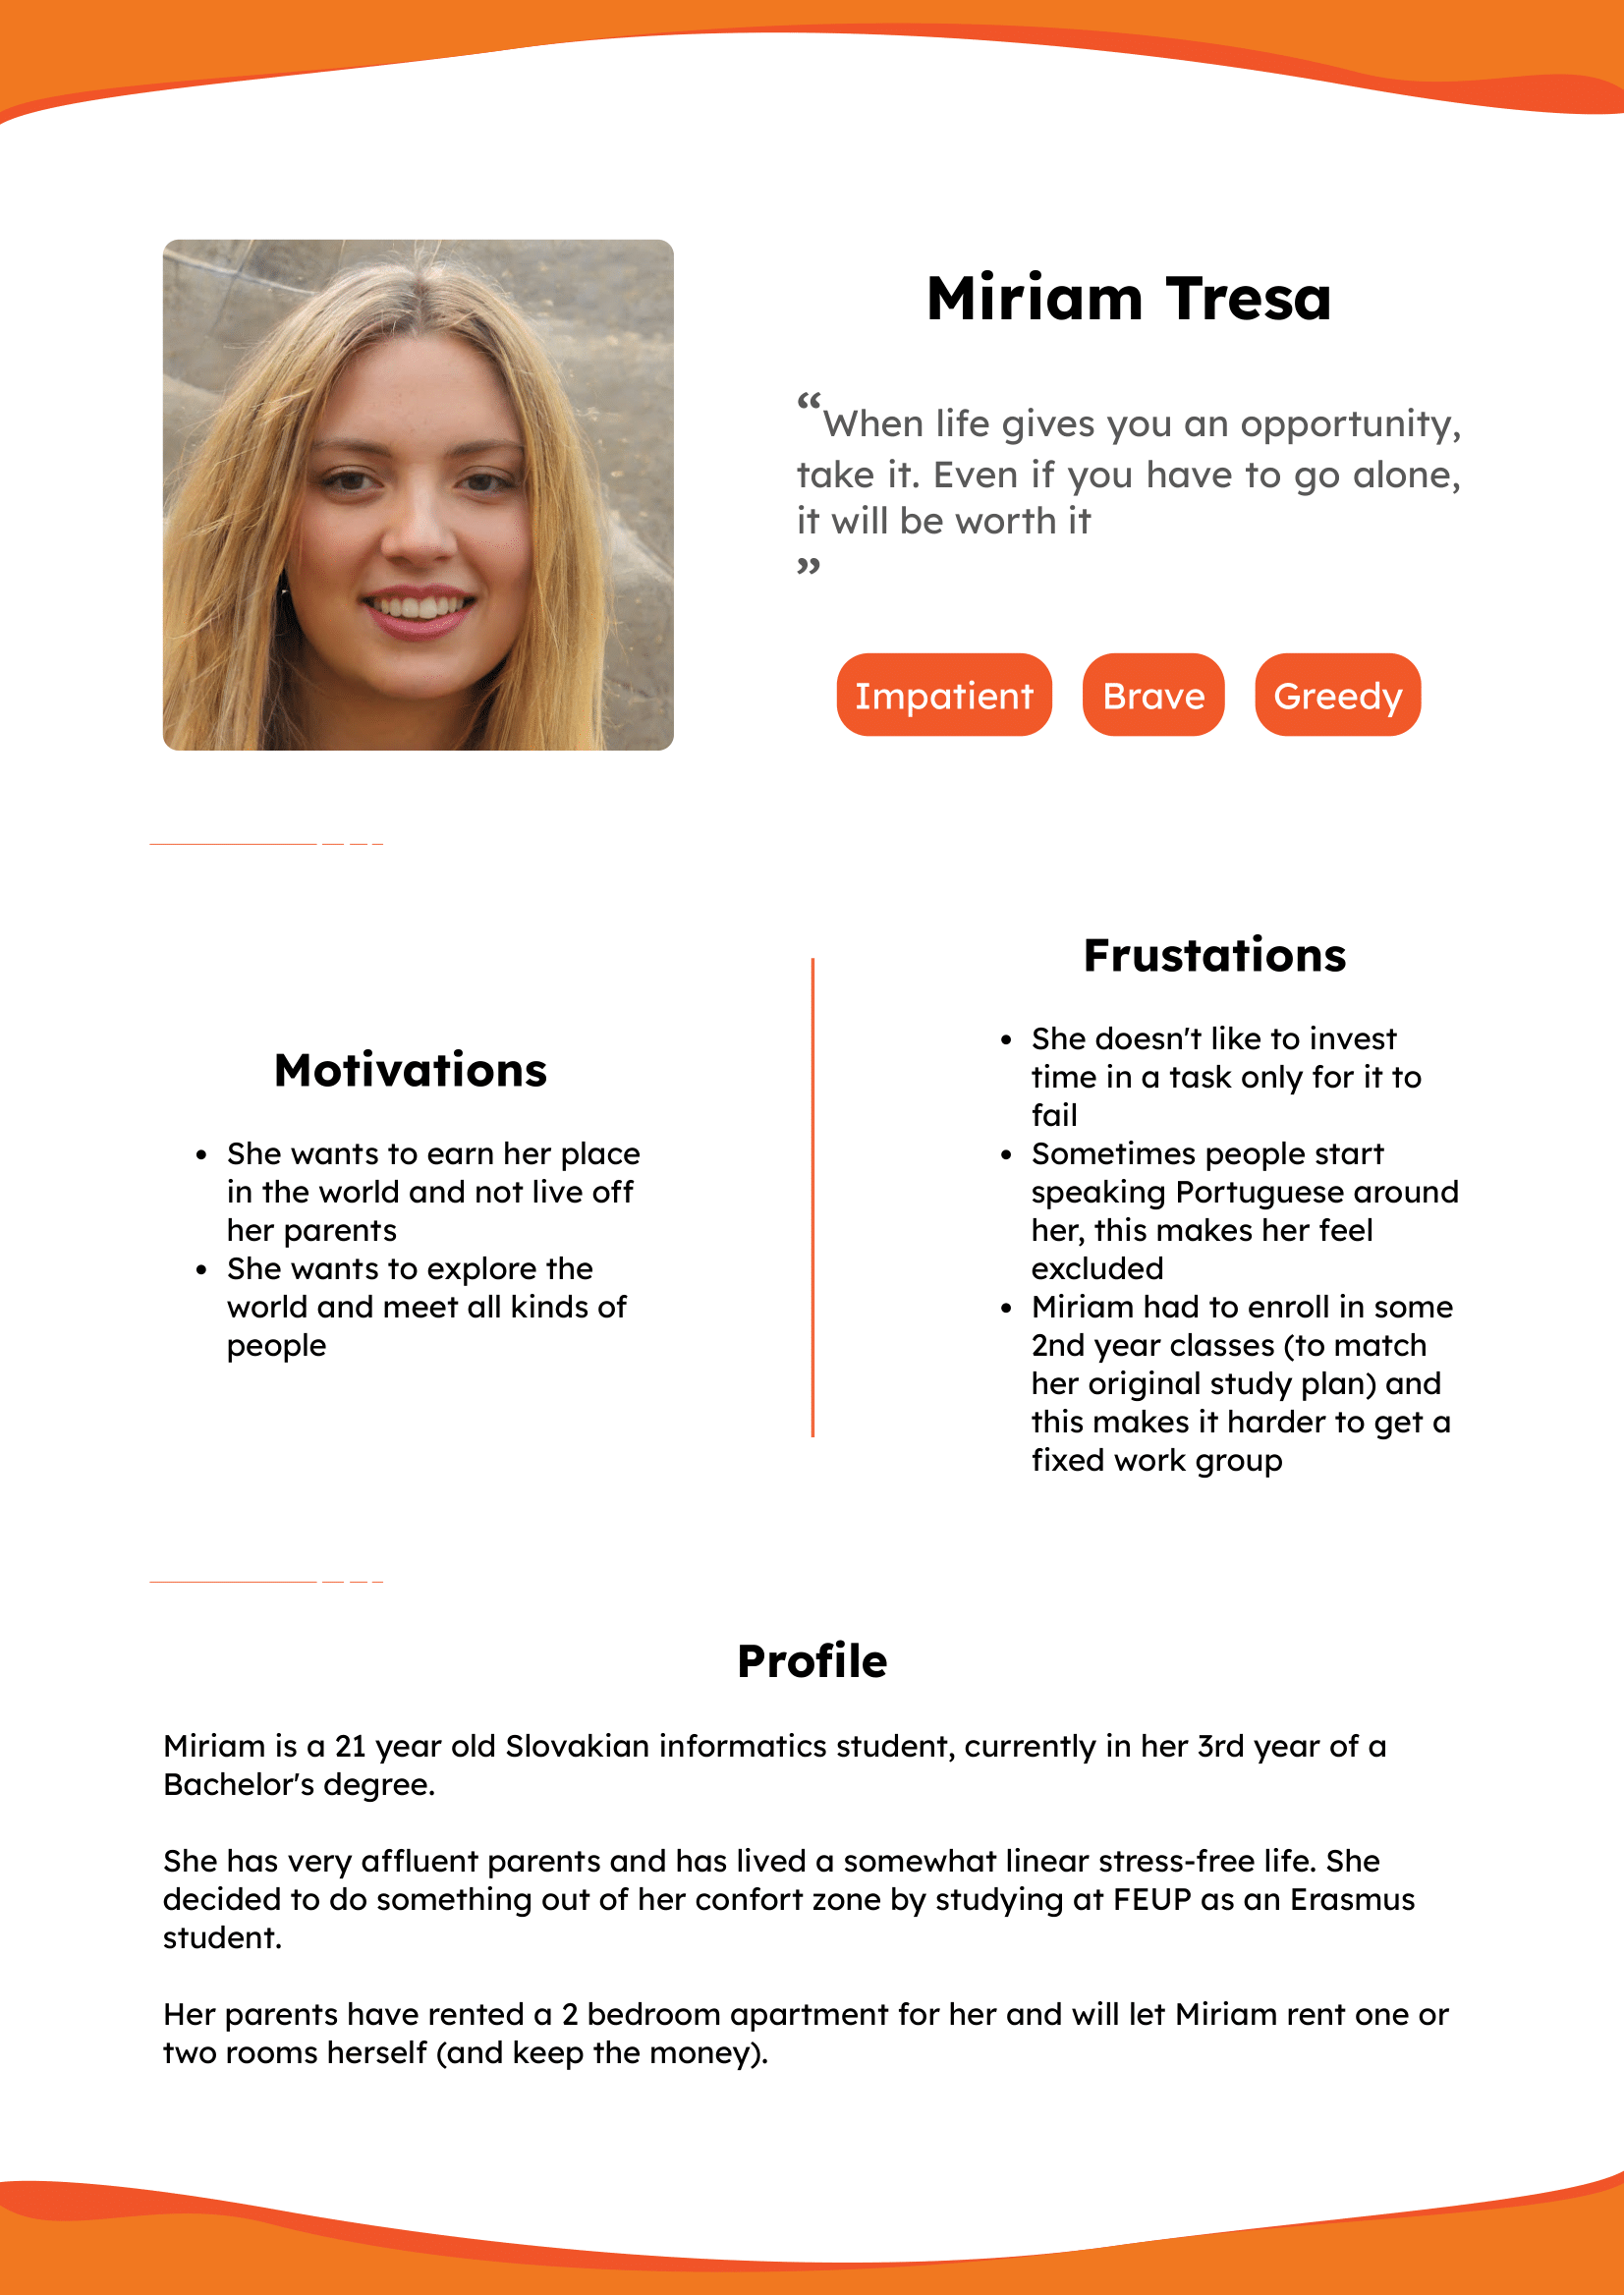 Miriam Tresa
“When life gives you an opportunity,
take it. Even if you have to go alone,
it will be worth it
”
Impatient Brave Greedy
Motivations
• She wants to earn her place
in the world and not live off
her parents
• She wants to explore the
world and meet all kinds of
people
Frustations
• She doesn't like to invest
time in a task only for it to
fail
• Sometimes people start
speaking Portuguese around
her, this makes her feel
excluded
• Miriam had to enroll in some
2nd year classes (to match
her original study plan) and
this makes it harder to get a
fixed work group
Profile
Miriam is a 21 year old Slovakian informatics student, currently in her 3rd year of a
Bachelor's degree.
She has very affluent parents and has lived a somewhat linear stress-free life. She
decided to do something out of her confort zone by studying at FEUP as an Erasmus
student.
Her parents have rented a 2 bedroom apartment for her and will let Miriam rent one or
two rooms herself (and keep the money).